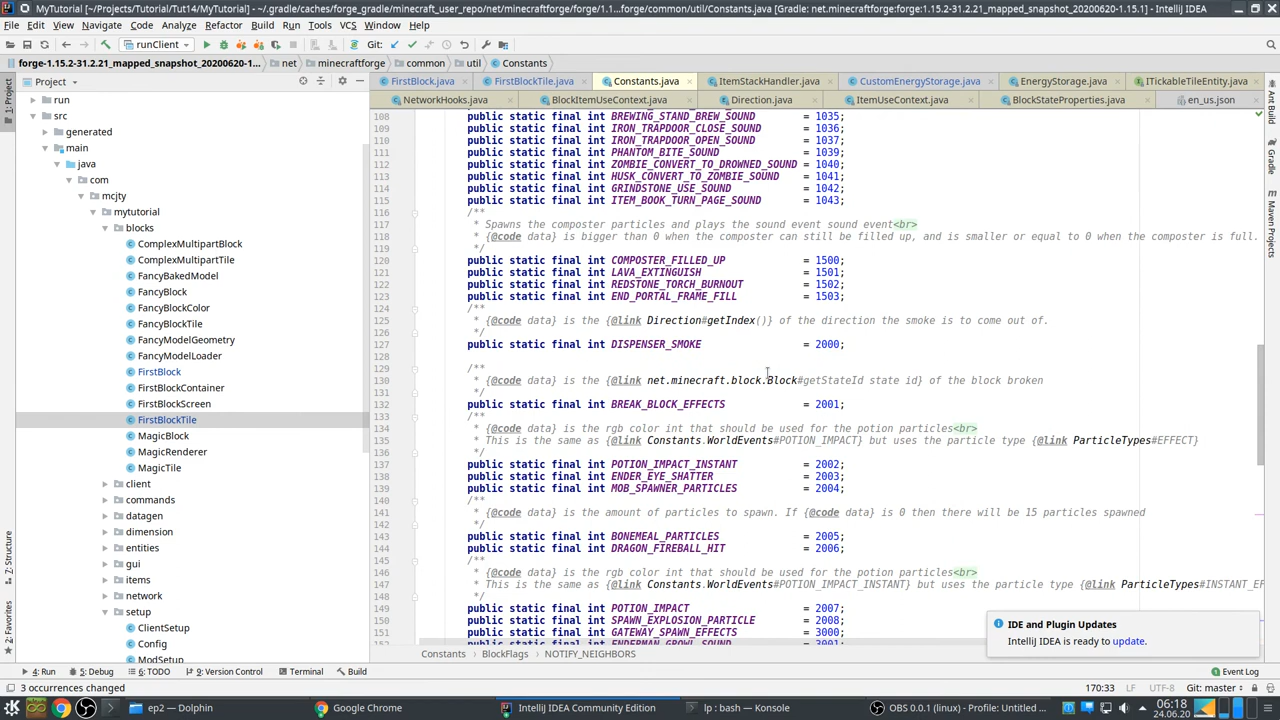 MyTutorial [~/Projects/Tutorial/Tut14/MyTutorial] - ~/.gradle/caches/forge_gradle/minecraft_user_repo/net/minecraftforge/forge/1.1...forge/common/util/Constants.java [Gradle: net.minecraftforge:forge:1.15.2-31.2.21_mapped_snapshot_20200620-1.15.1] - IntelliJ IDEA
File Edit View Navigate Code Analyze Refactor Build Run Tools VCS Window Help
runClient Git:
forge-1.15.2-31.2.21_mapped_snapshot_20200620-1... net minecraftforge common util Constants
Project
FirstBlock.java FirstBlockTile.java Constants.java ItemStackHandler.java CustomEnergyStorage.java EnergyStorage.java ITickableTileEntity.java
NetworkHooks.java BlockItemUseContext.java Direction.java ItemUseContext.java BlockStateProperties.java en_us.json
run
src
generated
main
java
com
mcjty
mytutorial
blocks
ComplexMultipartBlock
ComplexMultipartTile
FancyBakedModel
FancyBlock
FancyBlockColor
FancyBlockTile
FancyModelGeometry
FancyModelLoader
FirstBlock
FirstBlockContainer
FirstBlockScreen
FirstBlockTile
MagicBlock
MagicRenderer
MagicTile
client
commands
datagen
dimension
entities
gui
items
network
setup
ClientSetup
Config
ModSetup
108 public static final int BREWING_STAND_BREW_SOUND = 1035;
109 public static final int IRON_TRAPDOOR_CLOSE_SOUND = 1036;
110 public static final int IRON_TRAPDOOR_OPEN_SOUND = 1037;
111 public static final int PHANTOM_BITE_SOUND = 1039;
112 public static final int ZOMBIE_CONVERT_TO_DROWNED_SOUND = 1040;
113 public static final int HUSK_CONVERT_TO_ZOMBIE_SOUND = 1041;
114 public static final int GRINDSTONE_USE_SOUND = 1042;
115 public static final int ITEM_BOOK_TURN_PAGE_SOUND = 1043;
116 /**
117 * Spawns the composter particles and plays the sound event sound event<br>
118 * {@code data} is bigger than 0 when the composter can still be filled up, and is smaller or equal to 0 when the composter is full.
119 */
120 public static final int COMPOSTER_FILLED_UP = 1500;
121 public static final int LAVA_EXTINGUISH = 1501;
122 public static final int REDSTONE_TORCH_BURNOUT = 1502;
123 public static final int END_PORTAL_FRAME_FILL = 1503;
124 /**
125 * {@code data} is the {@link Direction#getIndex()} of the direction the smoke is to come out of.
126 */
127 public static final int DISPENSER_SMOKE = 2000;
128
129 /**
130 * {@code data} is the {@link net.minecraft.block.Block#getStateId state id} of the block broken
131 */
132 public static final int BREAK_BLOCK_EFFECTS = 2001;
133 /**
134 * {@code data} is the rgb color int that should be used for the potion particles<br>
135 * This is the same as {@link Constants.WorldEvents#POTION_IMPACT} but uses the particle type {@link ParticleTypes#EFFECT}
136 */
137 public static final int POTION_IMPACT_INSTANT = 2002;
138 public static final int ENDER_EYE_SHATTER = 2003;
139 public static final int MOB_SPAWNER_PARTICLES = 2004;
140 /**
141 * {@code data} is the amount of particles to spawn. If {@code data} is 0 then there will be 15 particles spawned
142 */
143 public static final int BONEMEAL_PARTICLES = 2005;
144 public static final int DRAGON_FIREBALL_HIT = 2006;
145 /**
146 * {@code data} is the rgb color int that should be used for the potion particles<br>
147 * This is the same as {@link Constants.WorldEvents#POTION_IMPACT_INSTANT} but uses the particle type {@link ParticleTypes#INSTANT_EF
148 */
149 public static final int POTION_IMPACT = 2007;
150 public static final int SPAWN_EXPLOSION_PARTICLE = 2008;
151 public static final int GATEWAY_SPAWN_EFFECTS = 3000;
152 public static final int ENDERMAN_GROWL_SOUND = 3001;
Constants BlockFlags NOTIFY_NEIGHBORS
IDE and Plugin Updates
IntelliJ IDEA is ready to update.
1: Project
7: Structure
2: Favorites
Ant Build
Gradle
Maven Projects
4: Run 5: Debug 6: TODO 9: Version Control Terminal Build Event Log
3 occurrences changed 170:33 LF UTF-8 Git: master
ep2 — Dolphin Google Chrome IntelliJ IDEA Community Edition lp : bash — Konsole OBS 0.0.1 (linux) - Profile: Untitled ... 06:18
24.06.20